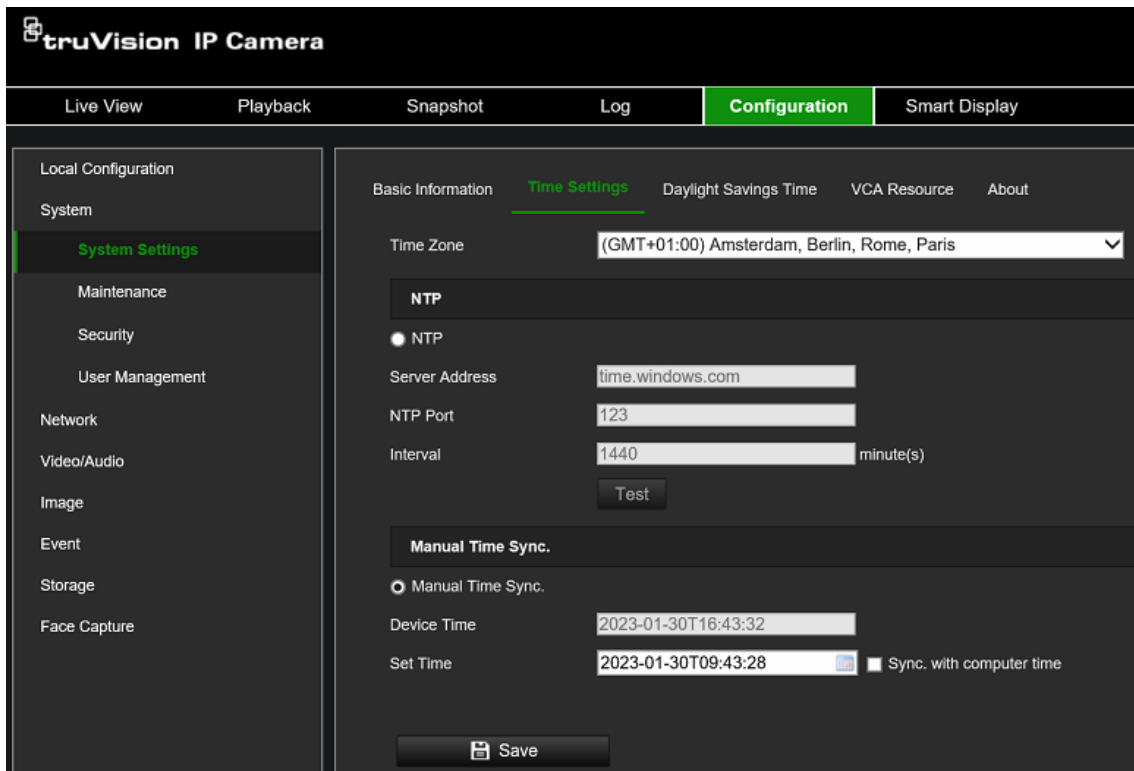 truVision IP Camera
Live View Playback Snapshot Log Configuration Smart Display
Local Configuration
System
System Settings
Maintenance
Security
User Management
Network
Video/Audio
Image
Event
Storage
Face Capture
Basic Information Time Settings Daylight Savings Time VCA Resource About
Time Zone (GMT+01:00) Amsterdam, Berlin, Rome, Paris
NTP
NTP
Server Address time.windows.com
NTP Port 123
Interval 1440 minute(s)
Test
Manual Time Sync.
Manual Time Sync.
Device Time 2023-01-30T16:43:32
Set Time 2023-01-30T09:43:28 Sync. with computer time
Save